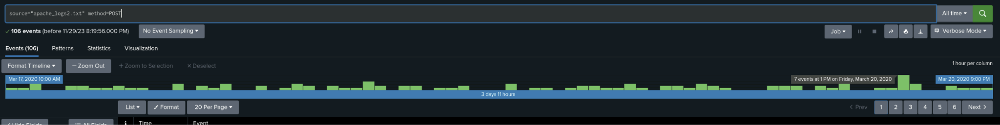 source="apache_logs2.txt" method=POST
All time
✓ 106 events (before 11/29/23 8:19:56.000 PM)
No Event Sampling
Job
Verbose Mode
Events (106)
Patterns
Statistics
Visualization
Format Timeline
— Zoom Out
+ Zoom to Selection
× Deselect
1 hour per column
Mar 17, 2020 10:00 AM
7 events at 1 PM on Friday, March 20, 2020
Mar 20, 2020 9:00 PM
3 days 11 hours
List
Format
20 Per Page
< Prev
1
2
3
4
5
6
Next >
< Hide Fields
All Fields
i
Time
Event